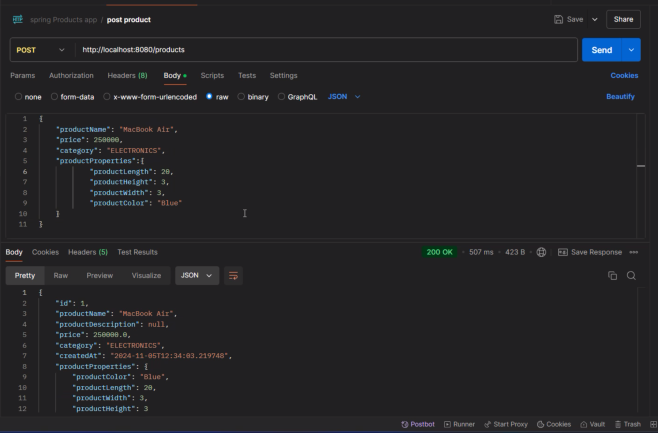 spring Products app / post product
Save
Share
POST
http://localhost:8080/products
Send
Params Authorization Headers (8) Body Scripts Tests Settings Cookies
none form-data x-www-form-urlencoded raw binary GraphQL JSON Beautify
1 {
2 "productName": "MacBook Air",
3 "price": 250000,
4 "category": "ELECTRONICS",
5 "productProperties":{
6 "productLength": 20,
7 "productHeight": 3,
8 "productWidth": 3,
9 "productColor": "Blue"
10 }
11 }
Body Cookies Headers (5) Test Results 200 OK • 507 ms • 423 B • Save Response
Pretty Raw Preview Visualize JSON
1 {
2 "id": 1,
3 "productName": "MacBook Air",
4 "productDescription": null,
5 "price": 250000.0,
6 "category": "ELECTRONICS",
7 "createdAt": "2024-11-05T12:34:03.219748",
8 "productProperties": {
9 "productColor": "Blue",
10 "productLength": 20,
11 "productWidth": 3,
12 "productHeight": 3
Postbot Runner Start Proxy Cookies Vault Trash